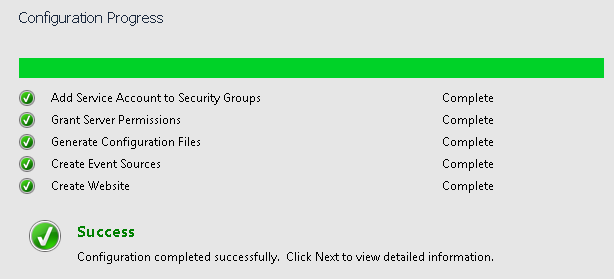 Configuration Progress
Add Service Account to Security Groups Complete
Grant Server Permissions Complete
Generate Configuration Files Complete
Create Event Sources Complete
Create Website Complete
Success
Configuration completed successfully. Click Next to view detailed information.